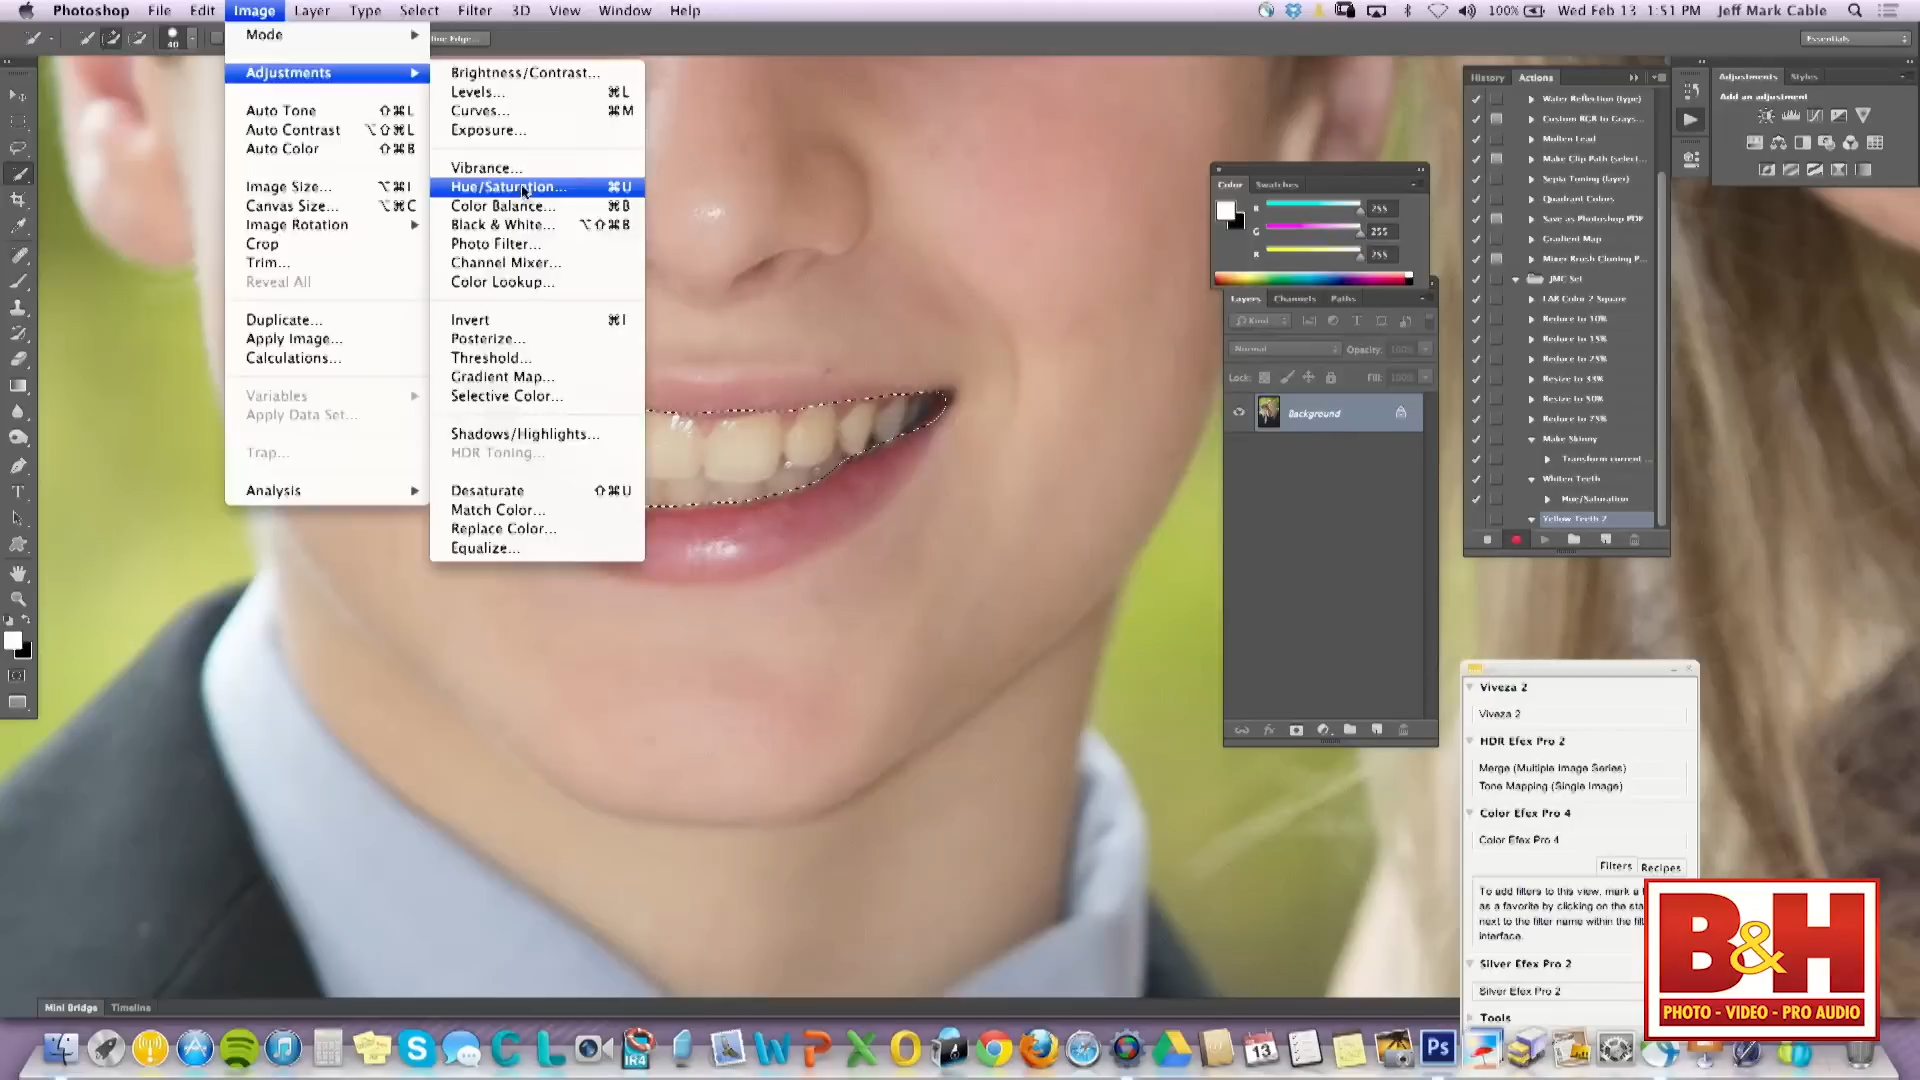 Photoshop File Edit Image Layer Type Select Filter 3D View Window Help
100% Wed Feb 13 1:51 PM Jeff Mark Cable
40
Essentials
Mode
Adjustments
Auto Tone ⇧⌘L
Auto Contrast ⌥⇧⌘L
Auto Color ⇧⌘B
Image Size... ⌥⌘I
Canvas Size... ⌥⌘C
Image Rotation
Crop
Trim...
Reveal All
Duplicate...
Apply Image...
Calculations...
Variables
Apply Data Set...
Trap...
Analysis
Brightness/Contrast...
Levels... ⌘L
Curves... ⌘M
Exposure...
Vibrance...
Hue/Saturation... ⌘U
Color Balance... ⌘B
Black & White... ⌥⇧⌘B
Photo Filter...
Channel Mixer...
Color Lookup...
Invert ⌘I
Posterize...
Threshold...
Gradient Map...
Selective Color...
Shadows/Highlights...
HDR Toning...
Desaturate ⇧⌘U
Match Color...
Replace Color...
Equalize...
Color Swatches
255
G 255
255
Layers Channels Paths
Kind
Normal Opacity: 100%
Lock: Fill: 100%
Background
History Actions
Water Reflection (type)
Custom RGB to Grays...
Molten Lead
Make Clip Path (select...
Sepia Toning (layer)
Quadrant Colors
Save as Photoshop PDF
Gradient Map
Mixer Brush Cloning P...
JMC Set
LAB Color 2 Square
Reduce to 10%
Reduce to 15%
Reduce to 25%
Resize to 33%
Resize to 50%
Reduce to 75%
Make Skinny
Transform current ...
Whiten Teeth
Hue/Saturation
Yellow Teeth 2
Adjustments Styles
Add an adjustment
Viveza 2
Viveza 2
HDR Efex Pro 2
Merge (Multiple Image Series)
Tone Mapping (Single Image)
Color Efex Pro 4
Color Efex Pro 4
Filters Recipes
To add filters to this view, mark a
as a favorite by clicking on the sta
next to the filter name within the filt
interface.
Silver Efex Pro 2
Silver Efex Pro 2
Tools
B&H
PHOTO - VIDEO - PRO AUDIO
Mini Bridge Timeline
IR4
13
Ps